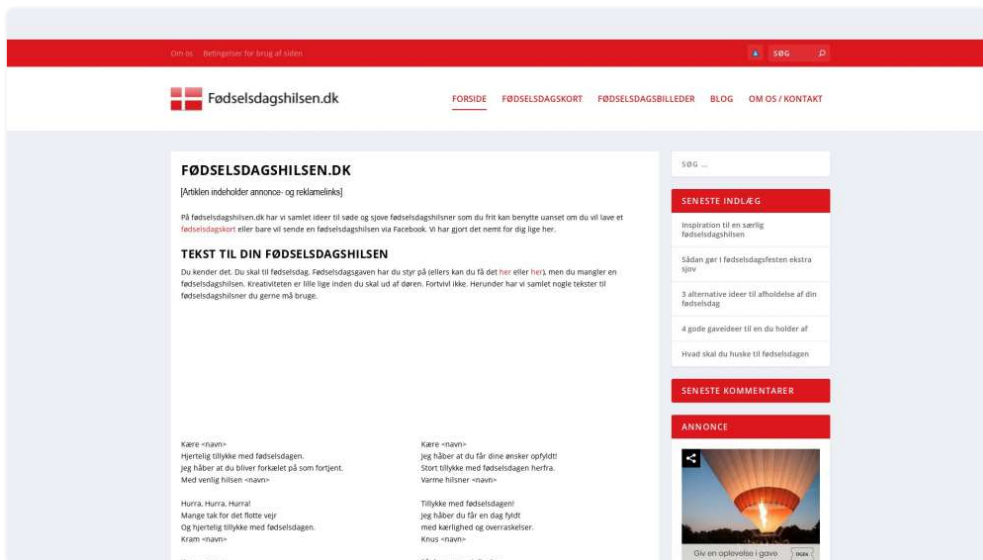 Om os Betingelser for brug af siden
SØG
Fødselsdagshilsen.dk
FORSIDE FØDSELSDAGSKORT FØDSELSDAGSBILLEDER BLOG OM OS / KONTAKT
FØDSELSDAGSHILSEN.DK
[Artiklen indeholder annonce- og reklamelinks]
På fødselsdagshilsen.dk har vi samlet ideer til søde og sjove fødselsdagshilsner som du frit kan benytte uanset om du vil lave et
fødselsdagskort eller bare vil sende en fødselsdagshilsen via Facebook. Vi har gjort det nemt for dig lige her.
TEKST TIL DIN FØDSELSDAGSHILSEN
Du kender det. Du skal til fødselsdag. Fødselsdagsgaven har du styr på (ellers kan du få det her eller her), men du mangler en
fødselsdagshilsen. Kreativiteten er lille lige inden du skal ud af døren. Fortvivl ikke. Herunder har vi samlet nogle tekster til
fødselsdagshilsner du gerne må bruge.
Kære <navn>
Hjertelig tillykke med fødselsdagen.
Jeg håber at du bliver forkælet på som fortjent.
Med venlig hilsen <navn>
Hurra, Hurra, Hurra!
Mange tak for det flotte vejr
Og hjertelig tillykke med fødselsdagen.
Kram <navn>
Kære <navn>
Jeg håber at du får dine ønsker opfyldt!
Stort tillykke med fødselsdagen herfra.
Varme hilsner <navn>
Tillykke med fødselsdagen!
Jeg håber du får en dag fyldt
med kærlighed og overraskelser.
Knus <navn>
SØG ...
SENESTE INDLÆG
Inspiration til en særlig
fødselsdagshilsen
Sådan gør I fødselsdagsfesten ekstra
sjov
3 alternative ideer til afholdelse af din
fødselsdag
4 gode gaveideer til en du holder af
Hvad skal du huske til fødselsdagen
SENESTE KOMMENTARER
ANNONCE
Giv en oplevelse i gave